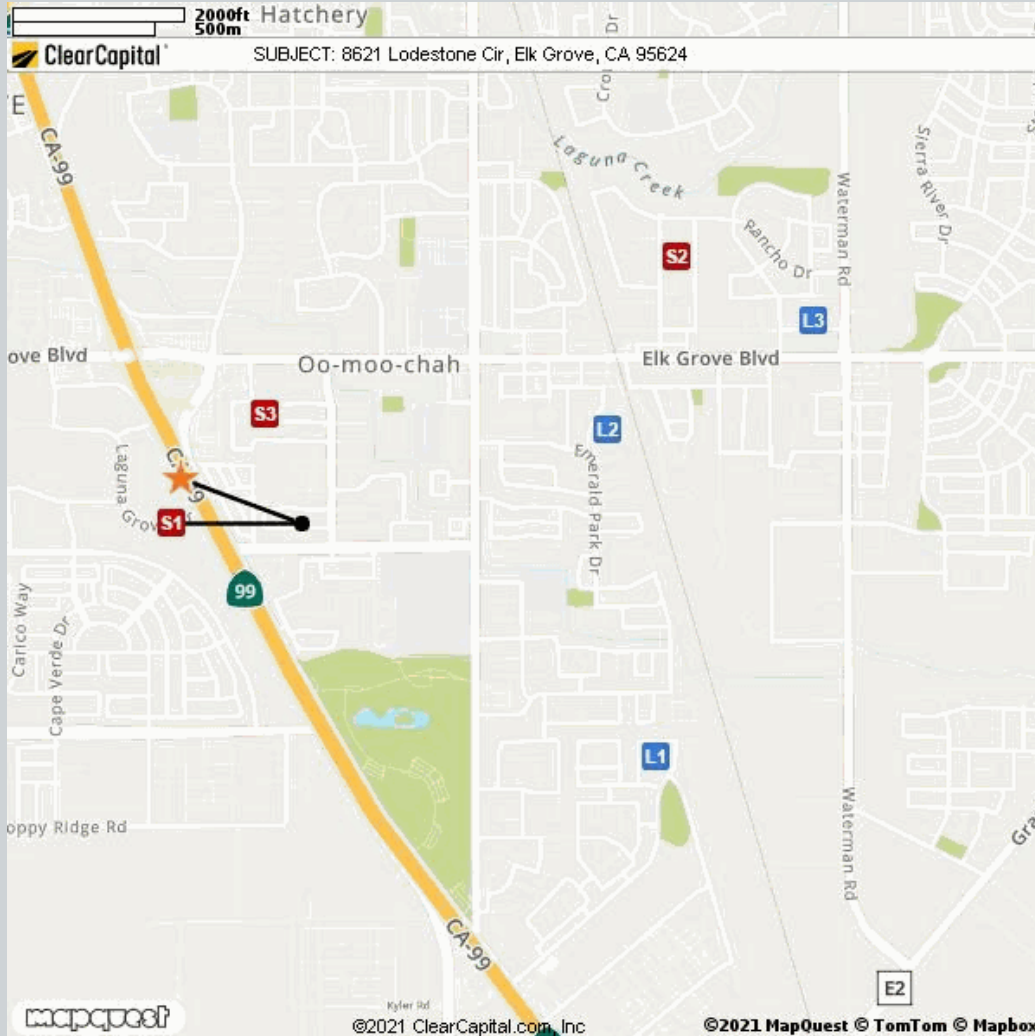 2000ft
500m
Hatchery
ClearCapital
SUBJECT: 8621 Lodestone Cir, Elk Grove, CA 95624
E
CA-99
Laguna Creek
Sierra River Dr
Waterman Rd
Rancho Dr
S2
L3
ove Blvd
Oo-moo-chah
Elk Grove Blvd
S3
L2
Emerald Park Dr
S1
99
Carico Way
Cape Verde Dr
L1
oppy Ridge Rd
Waterman Rd
CA-99
E2
Kyler Rd
mapquest
©2021 ClearCapital.com, Inc
©2021 MapQuest © TomTom © Mapbo